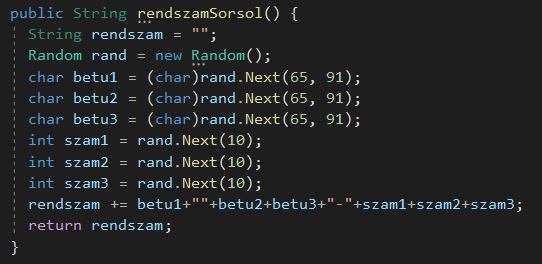 public String rendszamSorsol() {
String rendszam = "";
Random rand = new Random();
char betu1 = (char)rand.Next(65, 91);
char betu2 = (char)rand.Next(65, 91);
char betu3 = (char)rand.Next(65, 91);
int szam1 = rand.Next(10);
int szam2 = rand.Next(10);
int szam3 = rand.Next(10);
rendszam += betu1+""+betu2+betu3+"-"+szam1+szam2+szam3;
return rendszam;
}